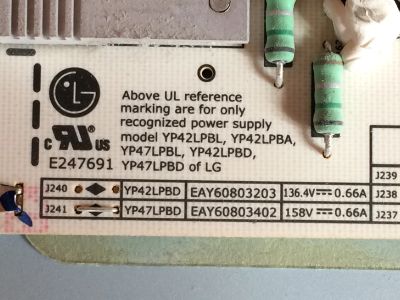 LG
Above UL reference
marking are for only
recognized power supply
model YP42LPBL, YP42LPBA,
YP47LPBL, YP42LPBD,
YP47LPBD of LG
c RU US
E247691
J239
J240 YP42LPBD EAY60803203 136.4V 0.66A J238
J241 YP47LPBD EAY60803402 158V 0.66A J237